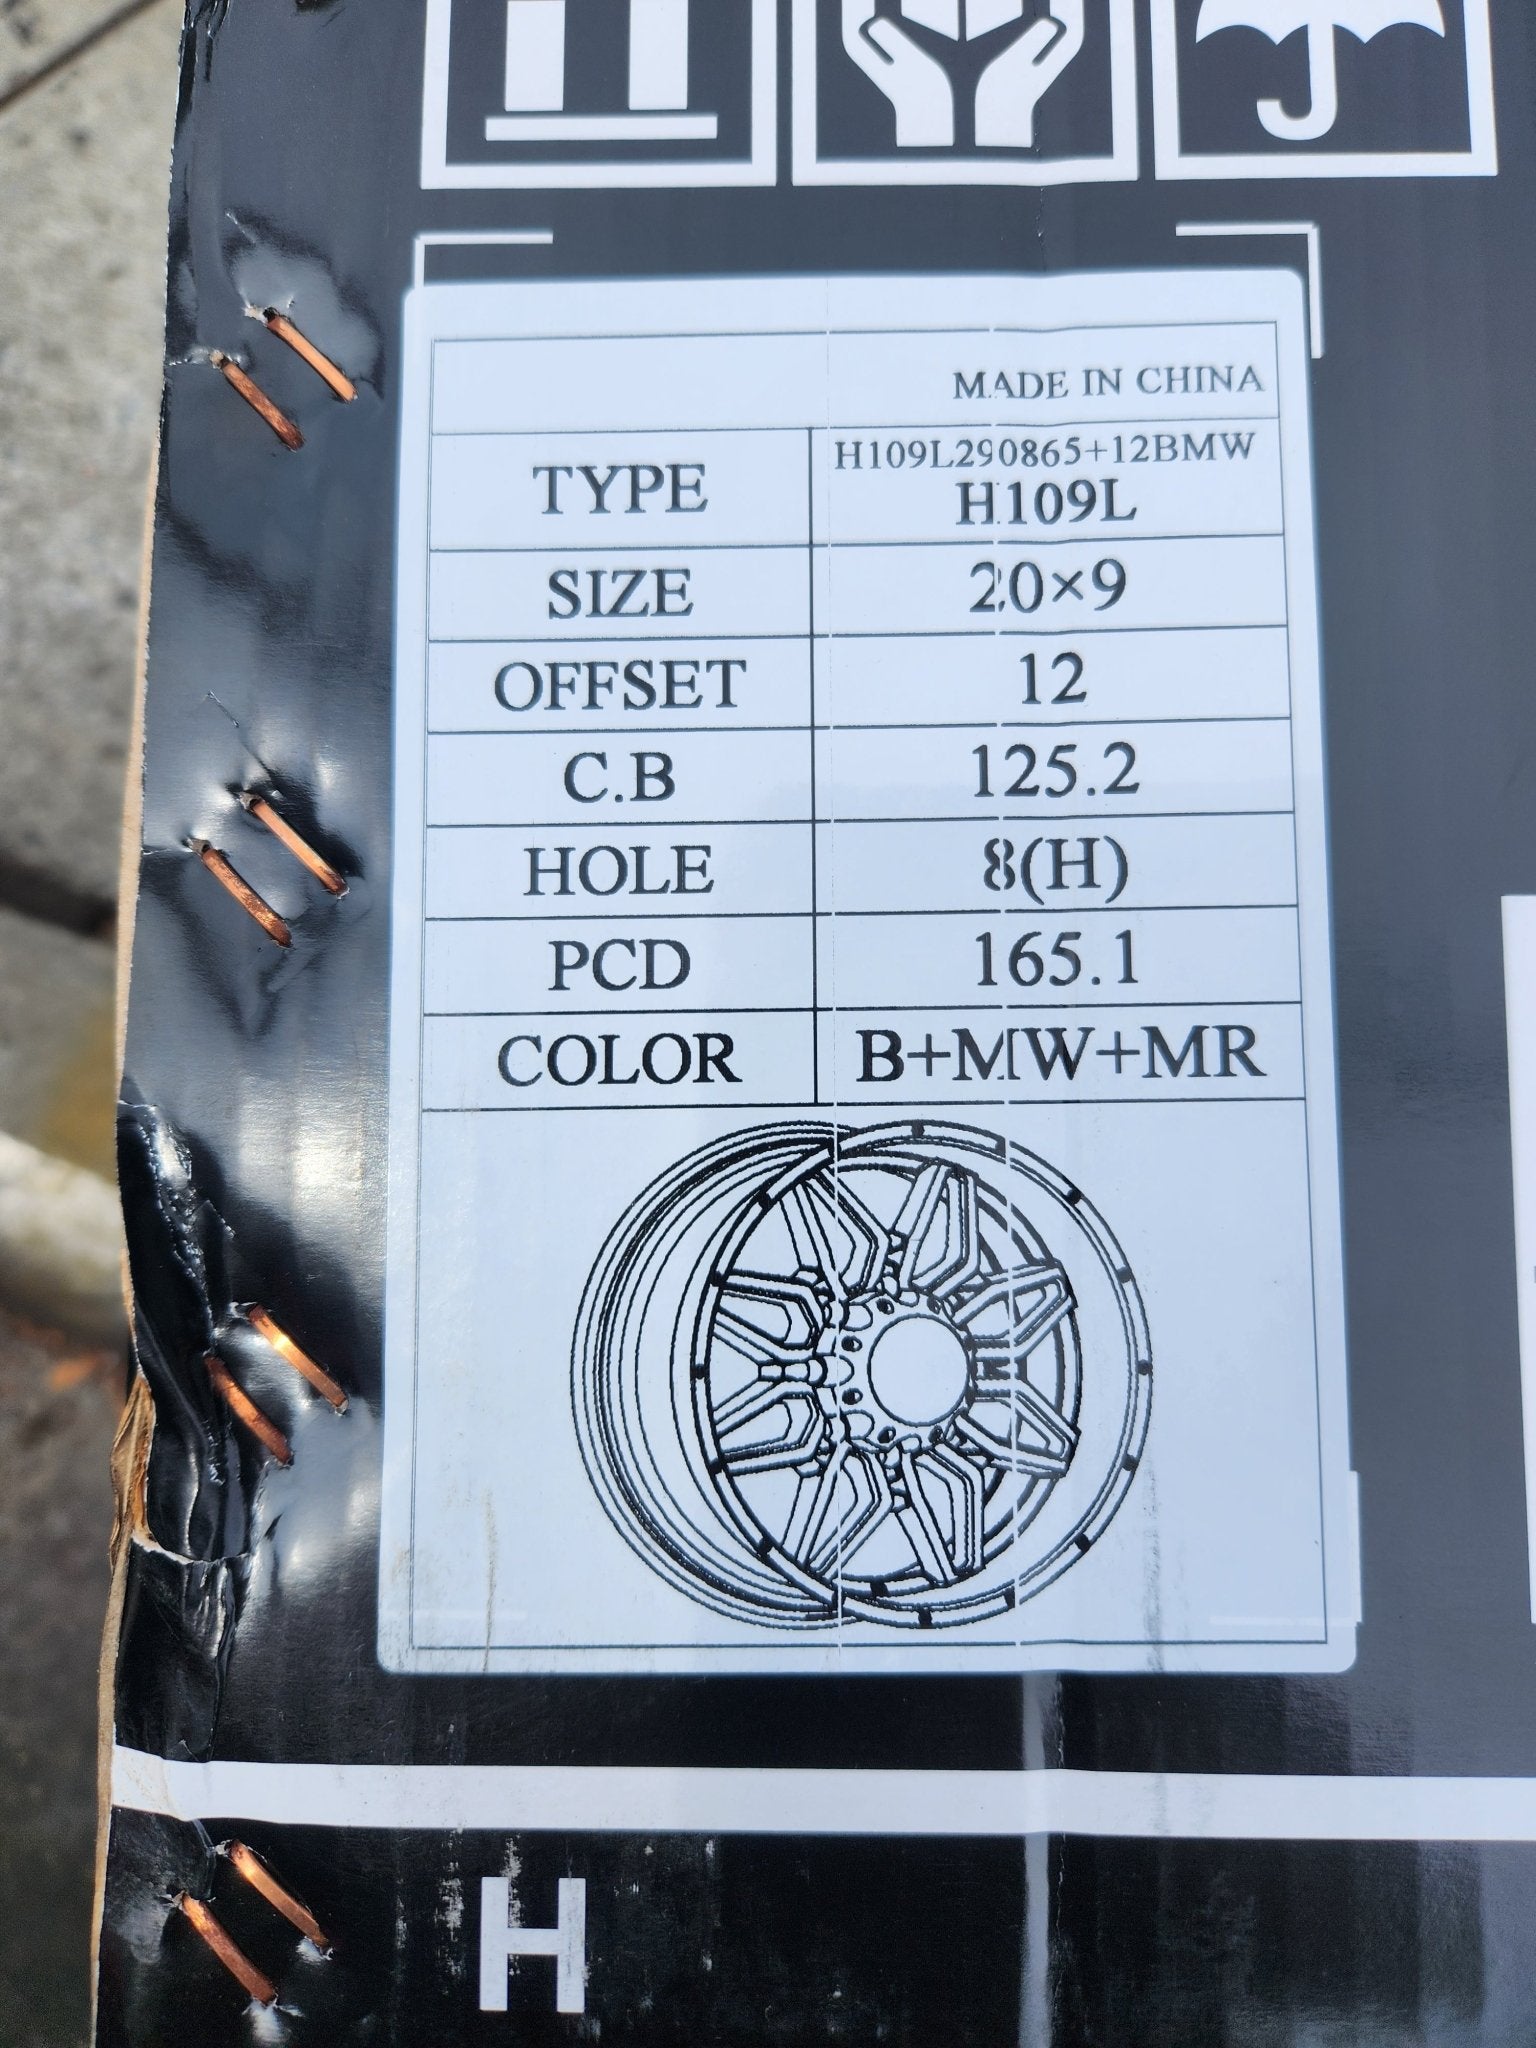 MADE IN CHINA
TYPE
H109L290865+12BMW
H109L
SIZE
20×9
OFFSET
12
C.B
125.2
HOLE
8(H)
PCD
165.1
COLOR
B+MW+MR
H